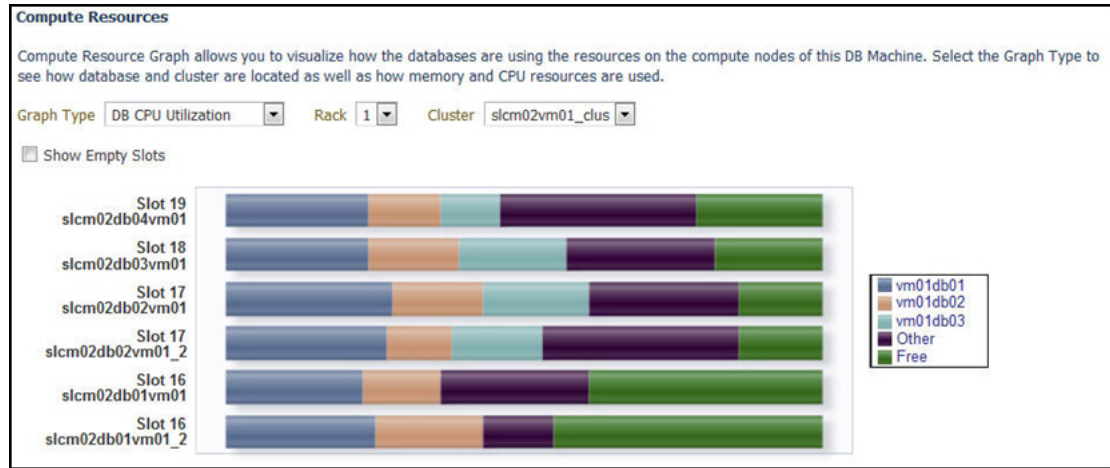 Compute Resources
Compute Resource Graph allows you to visualize how the databases are using the resources on the compute nodes of this DB Machine. Select the Graph Type to
see how database and cluster are located as well as how memory and CPU resources are used.
Graph Type DB CPU Utilization Rack 1 Cluster slcm02vm01_clus
Show Empty Slots
Slot 19
slcm02db04vm01
Slot 18
slcm02db03vm01
Slot 17
slcm02db02vm01
Slot 17
slcm02db02vm01_2
Slot 16
slcm02db01vm01
Slot 16
slcm02db01vm01_2
vm01db01
vm01db02
vm01db03
Other
Free